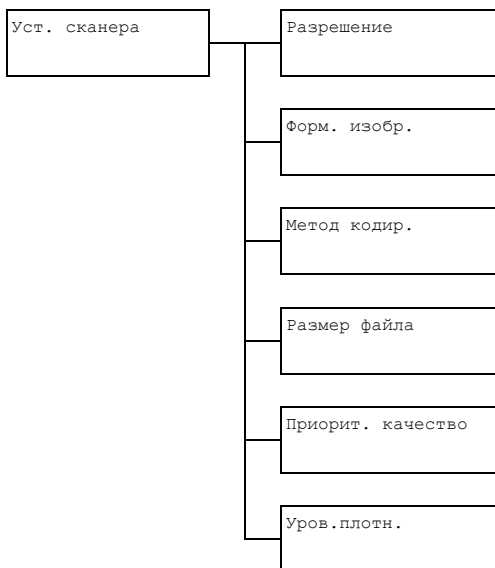 Уст. сканера
Разрешение
Форм. изобр.
Метод кодир.
Размер файла
Приорит. качество
Уров.плотн.